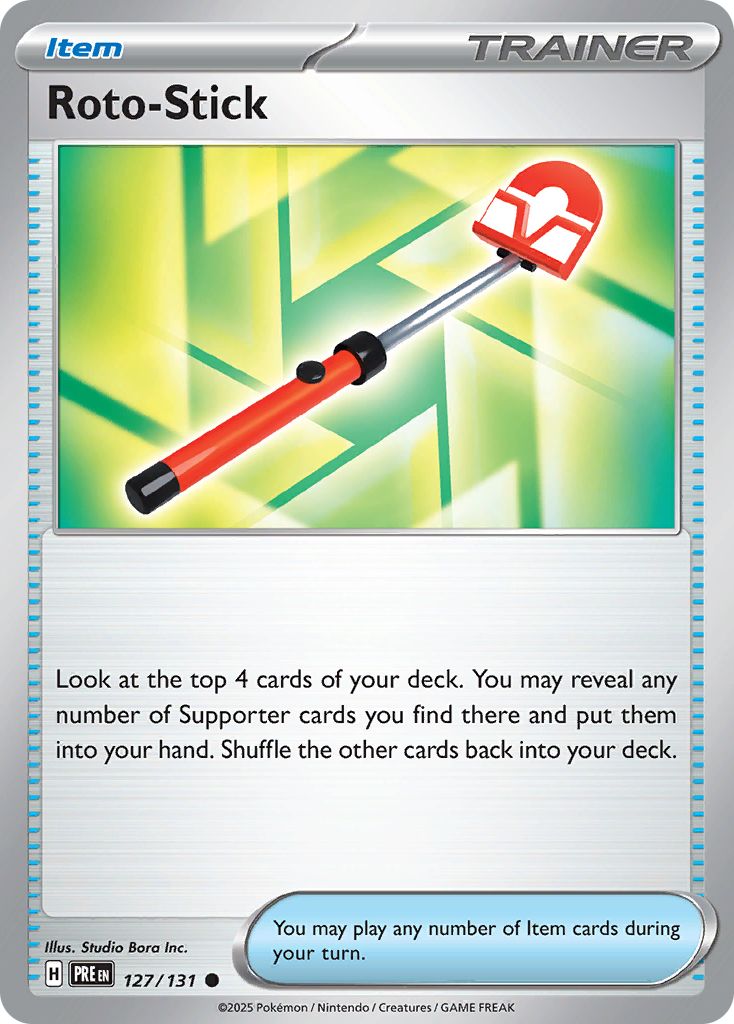 Item
TRAINER
Roto-Stick
Look at the top 4 cards of your deck. You may reveal any
number of Supporter cards you find there and put them
into your hand. Shuffle the other cards back into your deck.
You may play any number of Item cards during
your turn.
Illus. Studio Bora Inc.
H PRE EN 127/131
©2025 Pokémon / Nintendo / Creatures / GAME FREAK